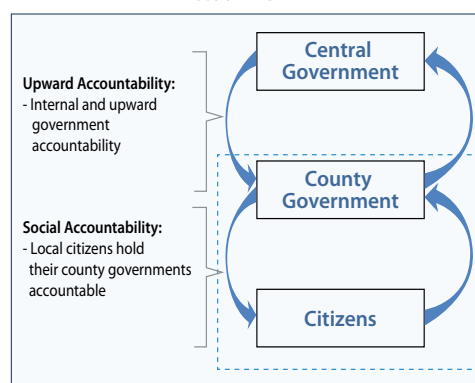 Upward Accountability:
- Internal and upward
government
accountability
Social Accountability:
- Local citizens hold
their county governments
accountable
Central
Government
County
Government
Citizens